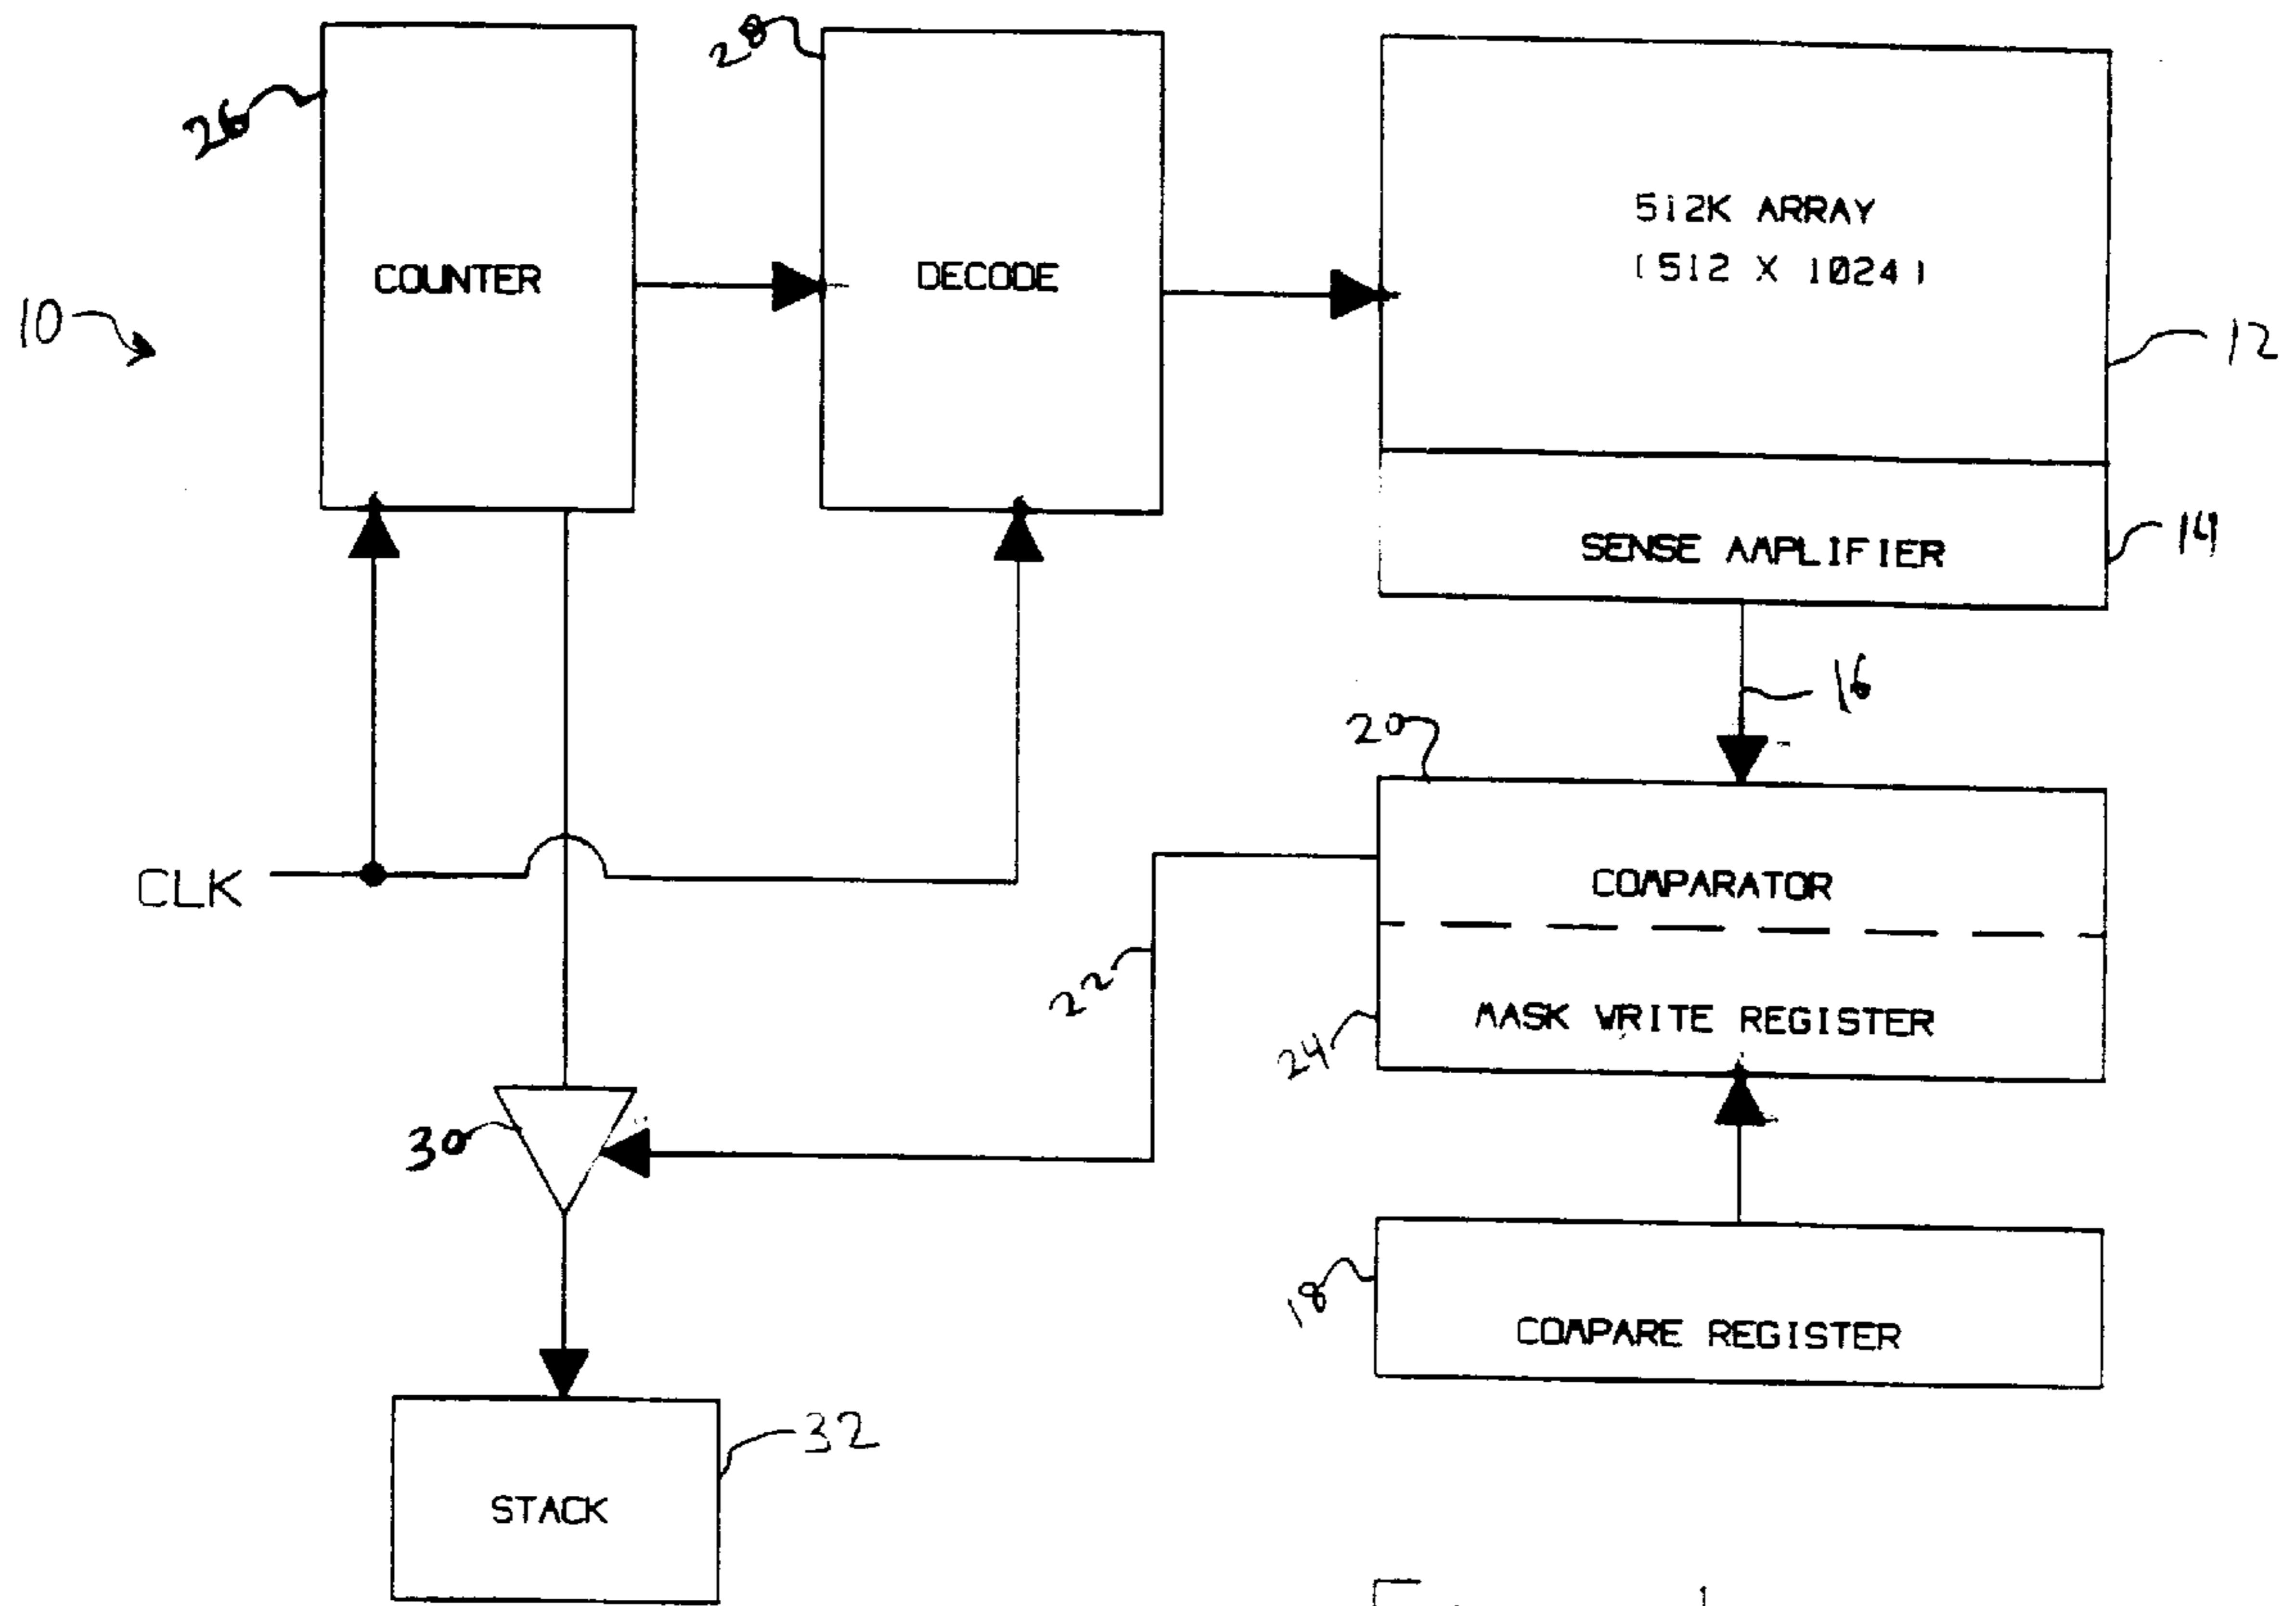 28
26
COUNTER
DECODE
512K ARRAY
(512 X 1024)
10
12
SENSE AMPLIFIER
14
16
20
CLK
COMPARATOR
22
MASK WRITE REGISTER
24
30
18
COMPARE REGISTER
32
STACK